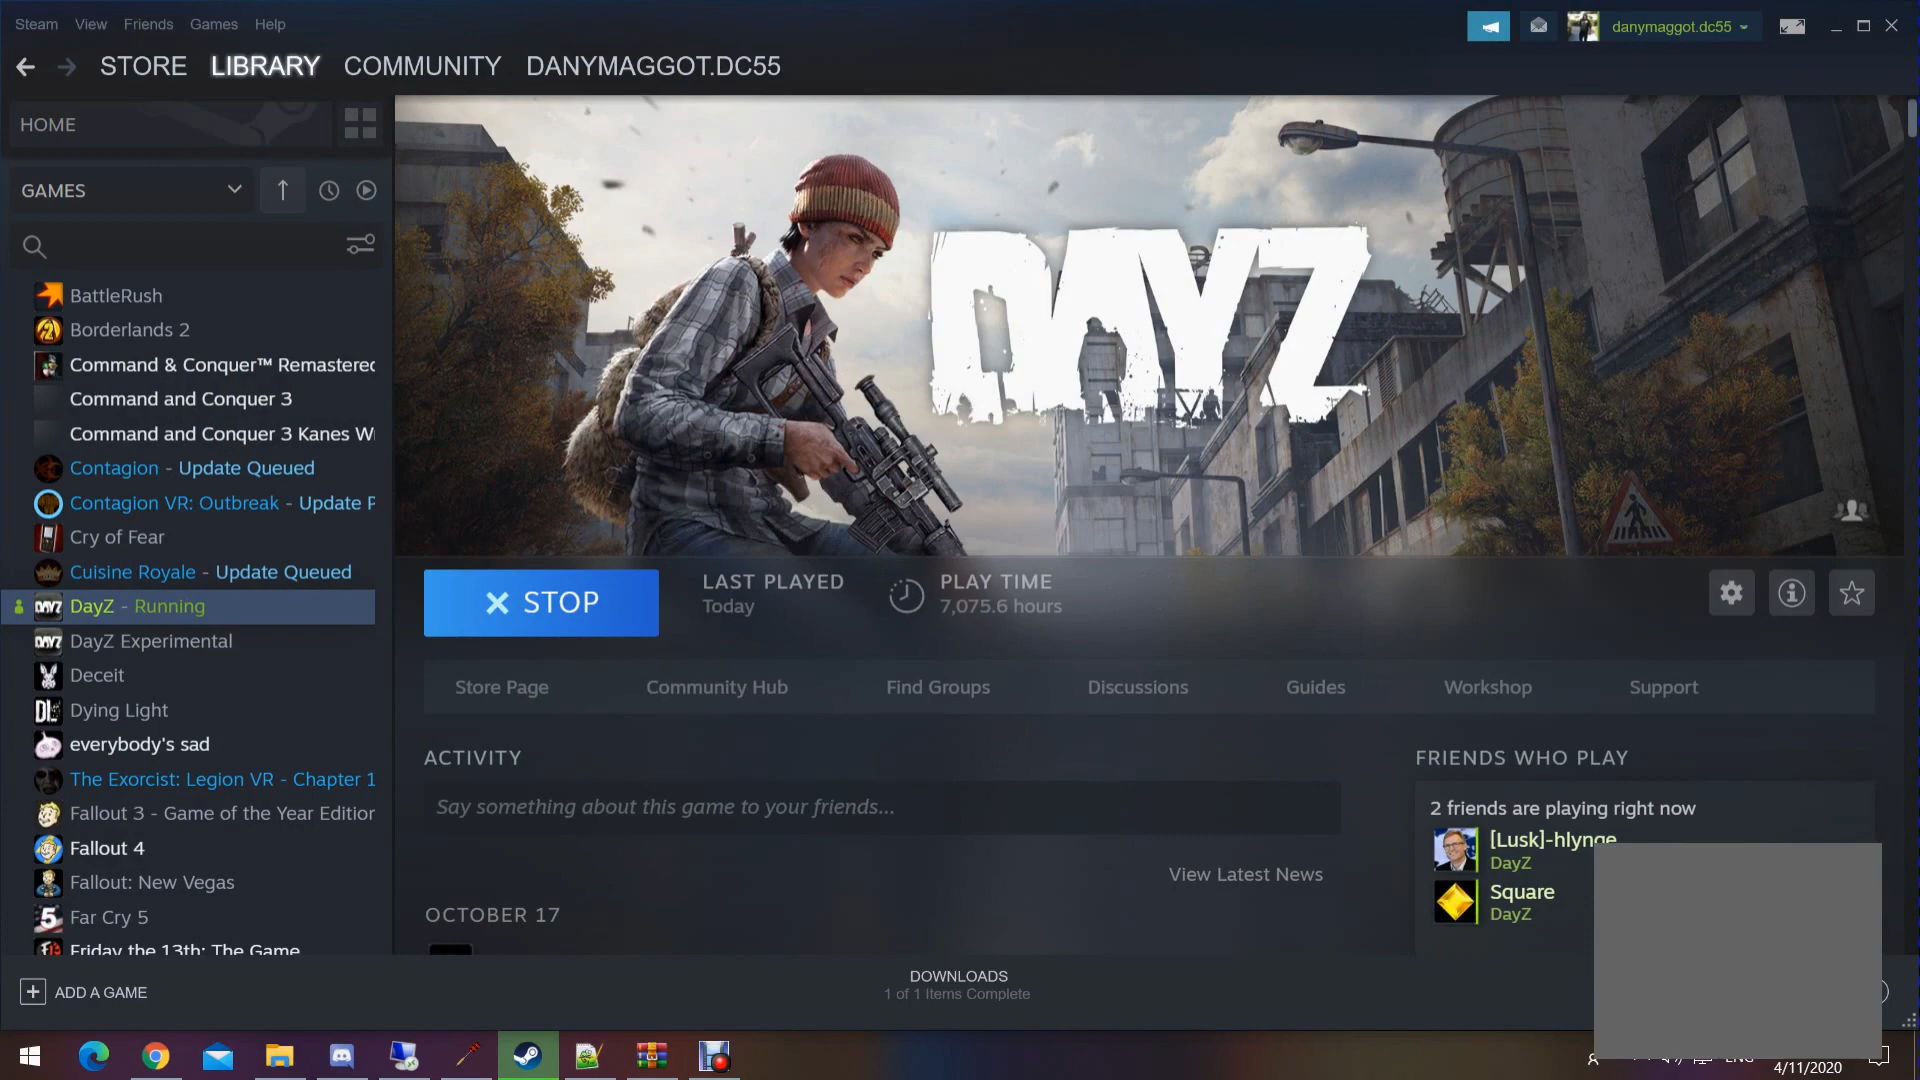 Steam View Friends Games Help
danymaggot.dc55
STORE LIBRARY COMMUNITY DANYMAGGOT.DC55
HOME
GAMES
BattleRush
Borderlands 2
Command & Conquer™ Remastered
Command and Conquer 3
Command and Conquer 3 Kanes
Contagion - Update Queued
Contagion VR: Outbreak - Update
Cry of Fear
Cuisine Royale - Update Queued
DayZ - Running
DayZ Experimental
Deceit
Dying Light
everybody's sad
The Exorcist: Legion VR - Chapter 1
Fallout 3 - Game of the Year Edition
Fallout 4
Fallout: New Vegas
Far Cry 5
Friday the 13th: The Game
ADD A GAME
DAYZ
STOP
LAST PLAYED
Today
PLAY TIME
7,075.6 hours
Store Page Community Hub Find Groups Discussions Guides Workshop Support
ACTIVITY
Say something about this game to your friends...
View Latest News
OCTOBER 17
FRIENDS WHO PLAY
2 friends are playing right now
[Lusk]-hlynge
DayZ
Square
DayZ
DOWNLOADS
1 of 1 Items Complete
ENG
4/11/2020